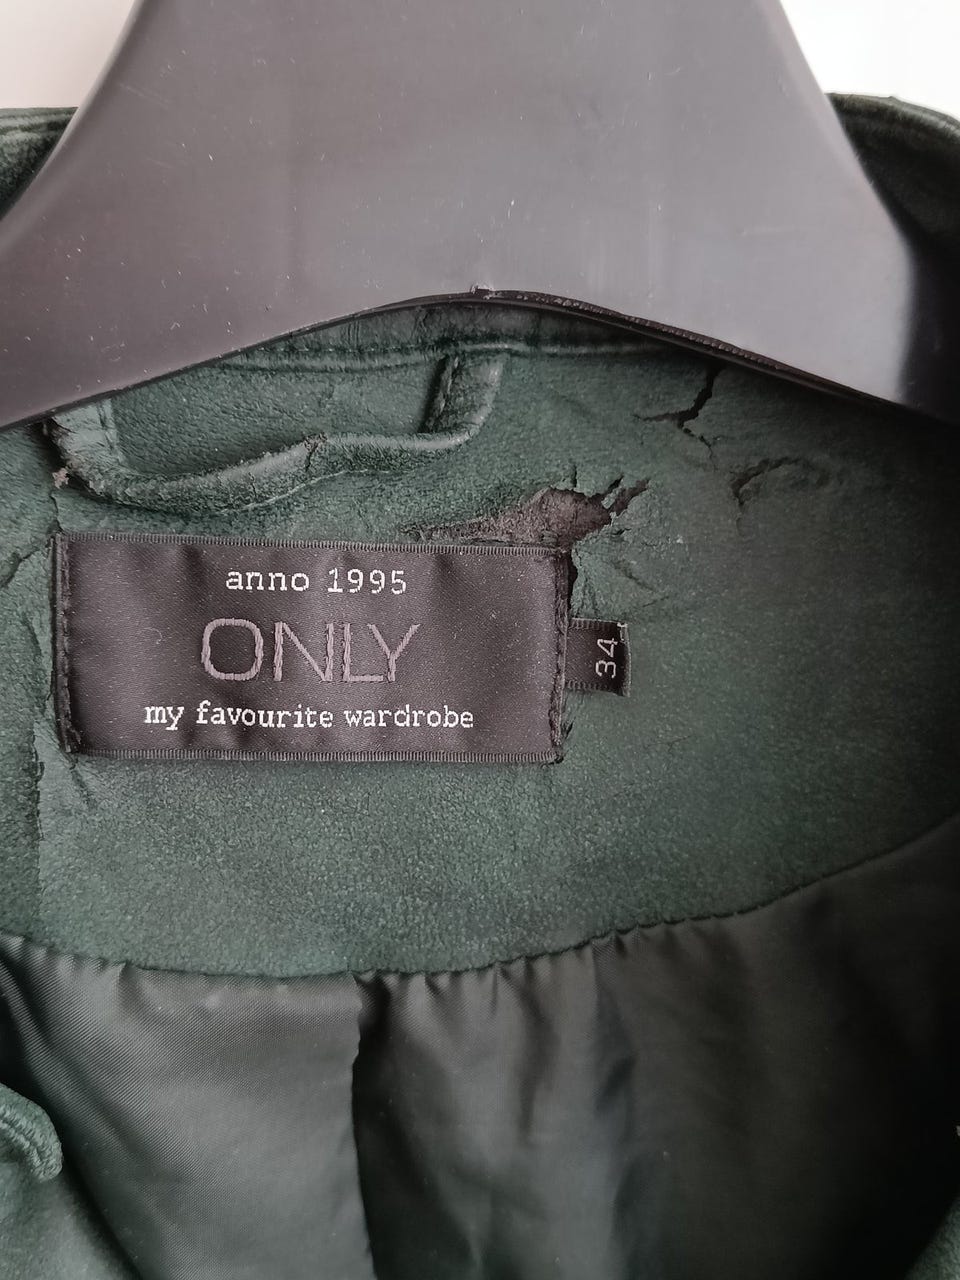 anno 1995
ONLY
my favourite wardrobe
34